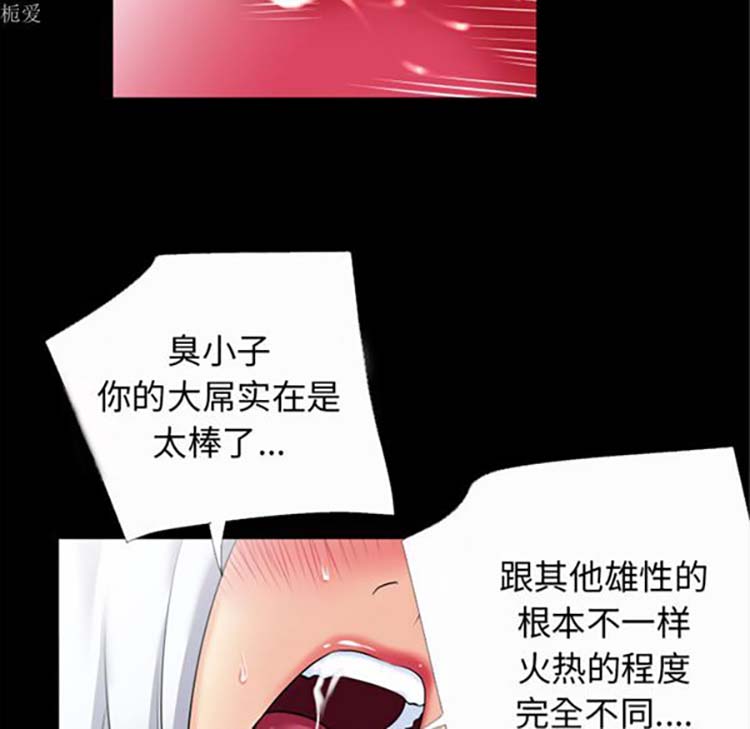 栀爱
臭小子
你的大屌实在是
太棒了...
跟其他雄性的
根本不一样
火热的程度
完全不同....